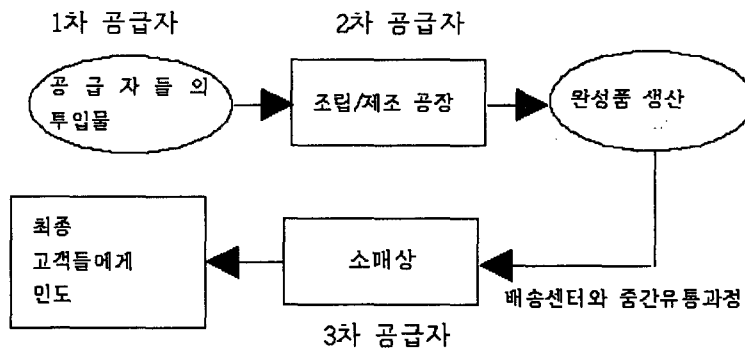 1차 공급자
2차 공급자
공 급 자 들 의
투입물
조립/제조 공장
완성품 생산
최종
고객들에게
인도
소매상
배송센터와 중간유통과정
3차 공급자